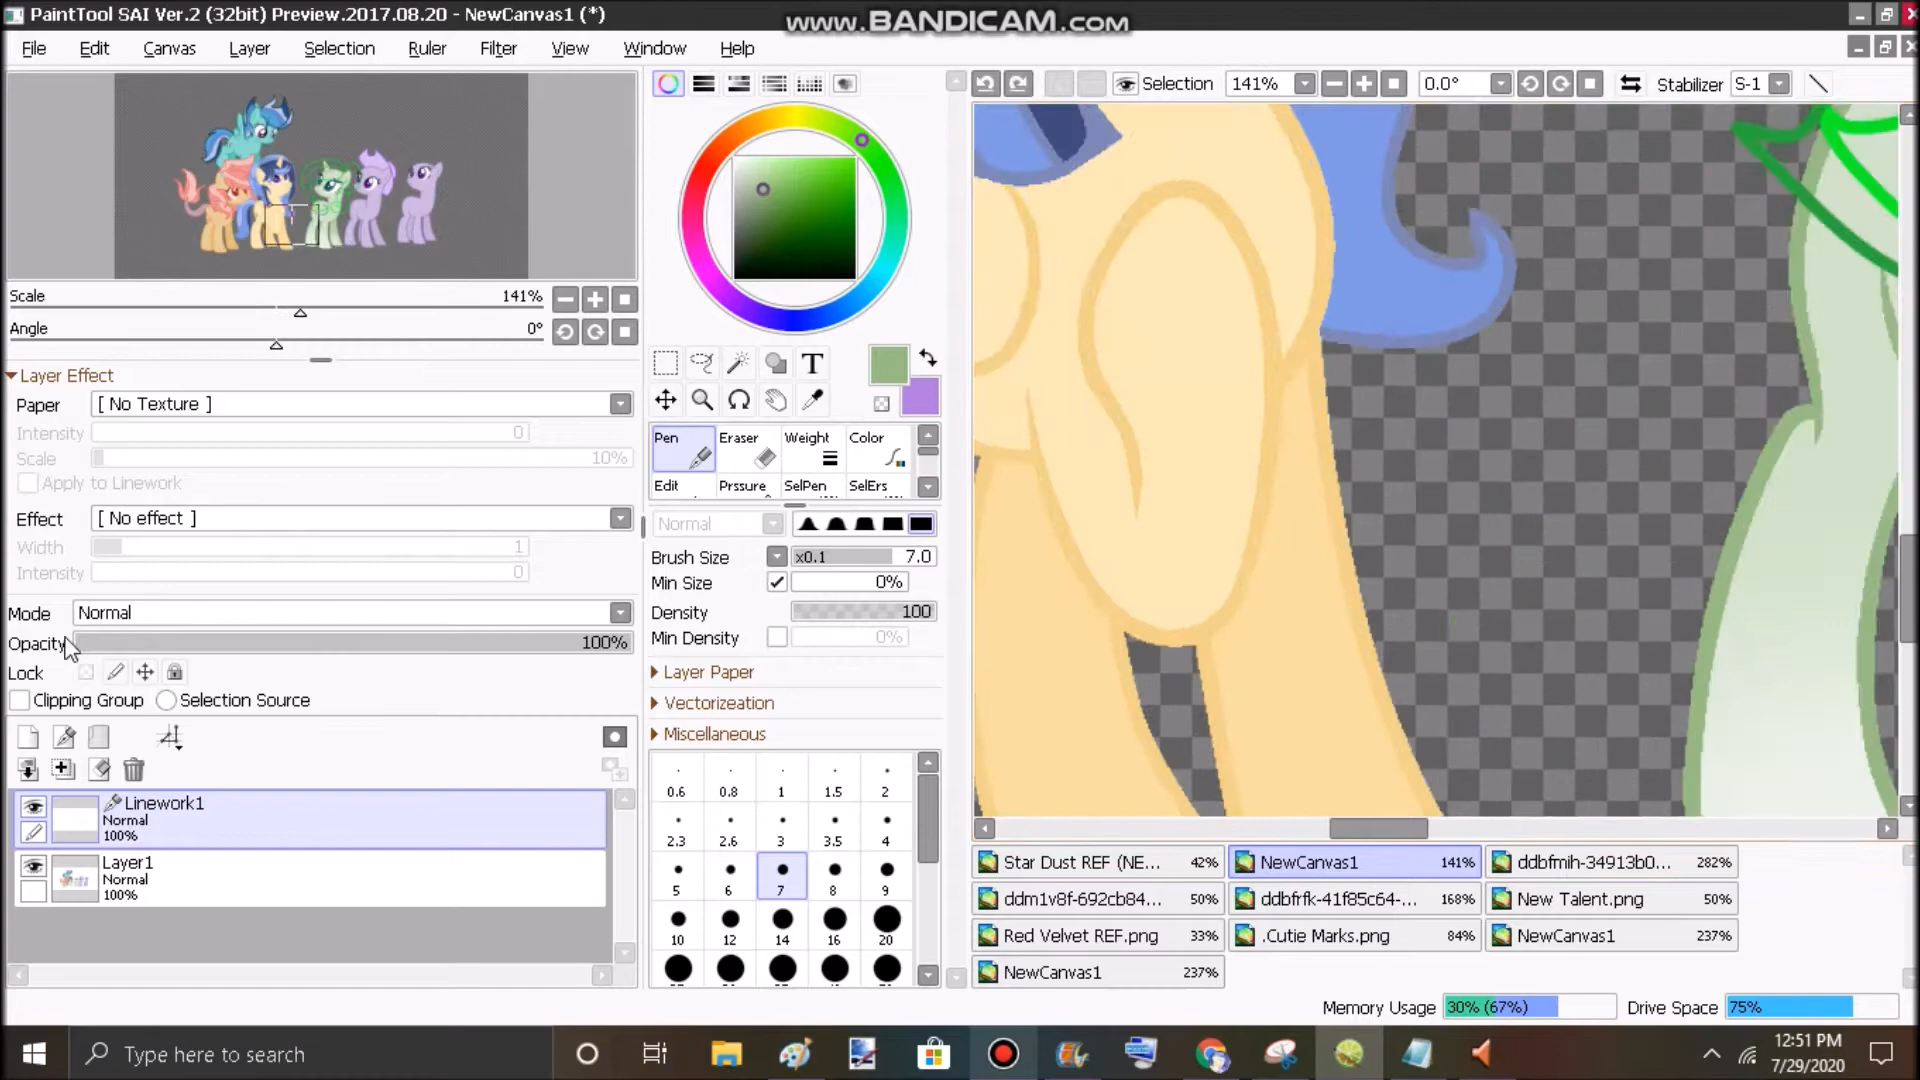 PaintTool SAI Ver.2 (32bit) Preview.2017.08.20 - NewCanvas1 (*)
www.BANDICAM.com
File Edit Canvas Layer Selection Ruler Filter View Window Help
Selection 141% 0.0° Stabilizer S-1
Scale 141%
Angle 0°
Layer Effect
Paper [ No Texture ]
Intensity 0
Scale 10%
Apply to Linework
Effect [ No effect ]
Width 1
Intensity 0
Mode Normal
Opacity 100%
Lock
Clipping Group Selection Source
Linework1
Normal
100%
Layer1
Normal
100%
T
Pen Eraser Weight Color
Edit Prssure SelPen SelErs
Normal
Brush Size x0.1 7.0
Min Size 0%
Density 100
Min Density 0%
Layer Paper
Vectorization
Miscellaneous
0.6 0.8 1 1.5 2
2.3 2.6 3 3.5 4
5 6 7 8 9
10 12 14 16 20
Star Dust REF (NE... 42% NewCanvas1 141% ddbfmih-34913b0... 282%
ddm1v8f-692cb84... 50% ddbfrfk-41f85c64-... 168% New Talent.png 50%
Red Velvet REF.png 33% .Cutie Marks.png 84% NewCanvas1 237%
NewCanvas1 237%
Memory Usage 30% (67%) Drive Space 75%
Type here to search
12:51 PM
7/29/2020